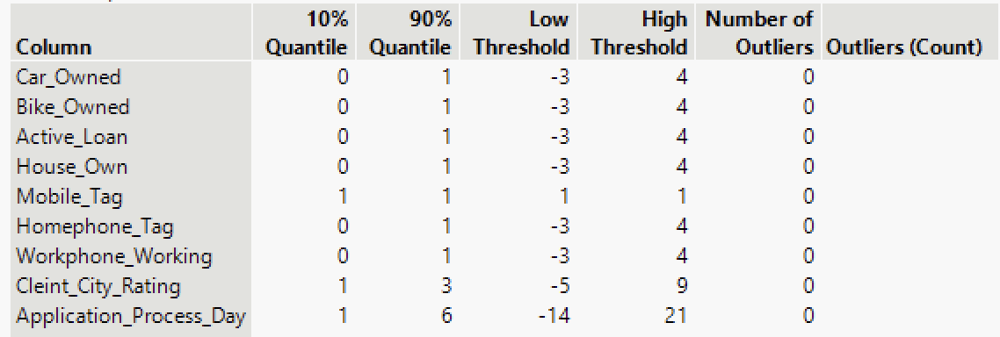 Column 10% Quantile 90% Quantile Low Threshold High Threshold Number of Outliers Outliers (Count)
Car_Owned 0 1 -3 4 0
Bike_Owned 0 1 -3 4 0
Active_Loan 0 1 -3 4 0
House_Own 0 1 -3 4 0
Mobile_Tag 1 1 1 1 0
Homephone_Tag 0 1 -3 4 0
Workphone_Working 0 1 -3 4 0
Cleint_City_Rating 1 3 -5 9 0
Application_Process_Day 1 6 -14 21 0